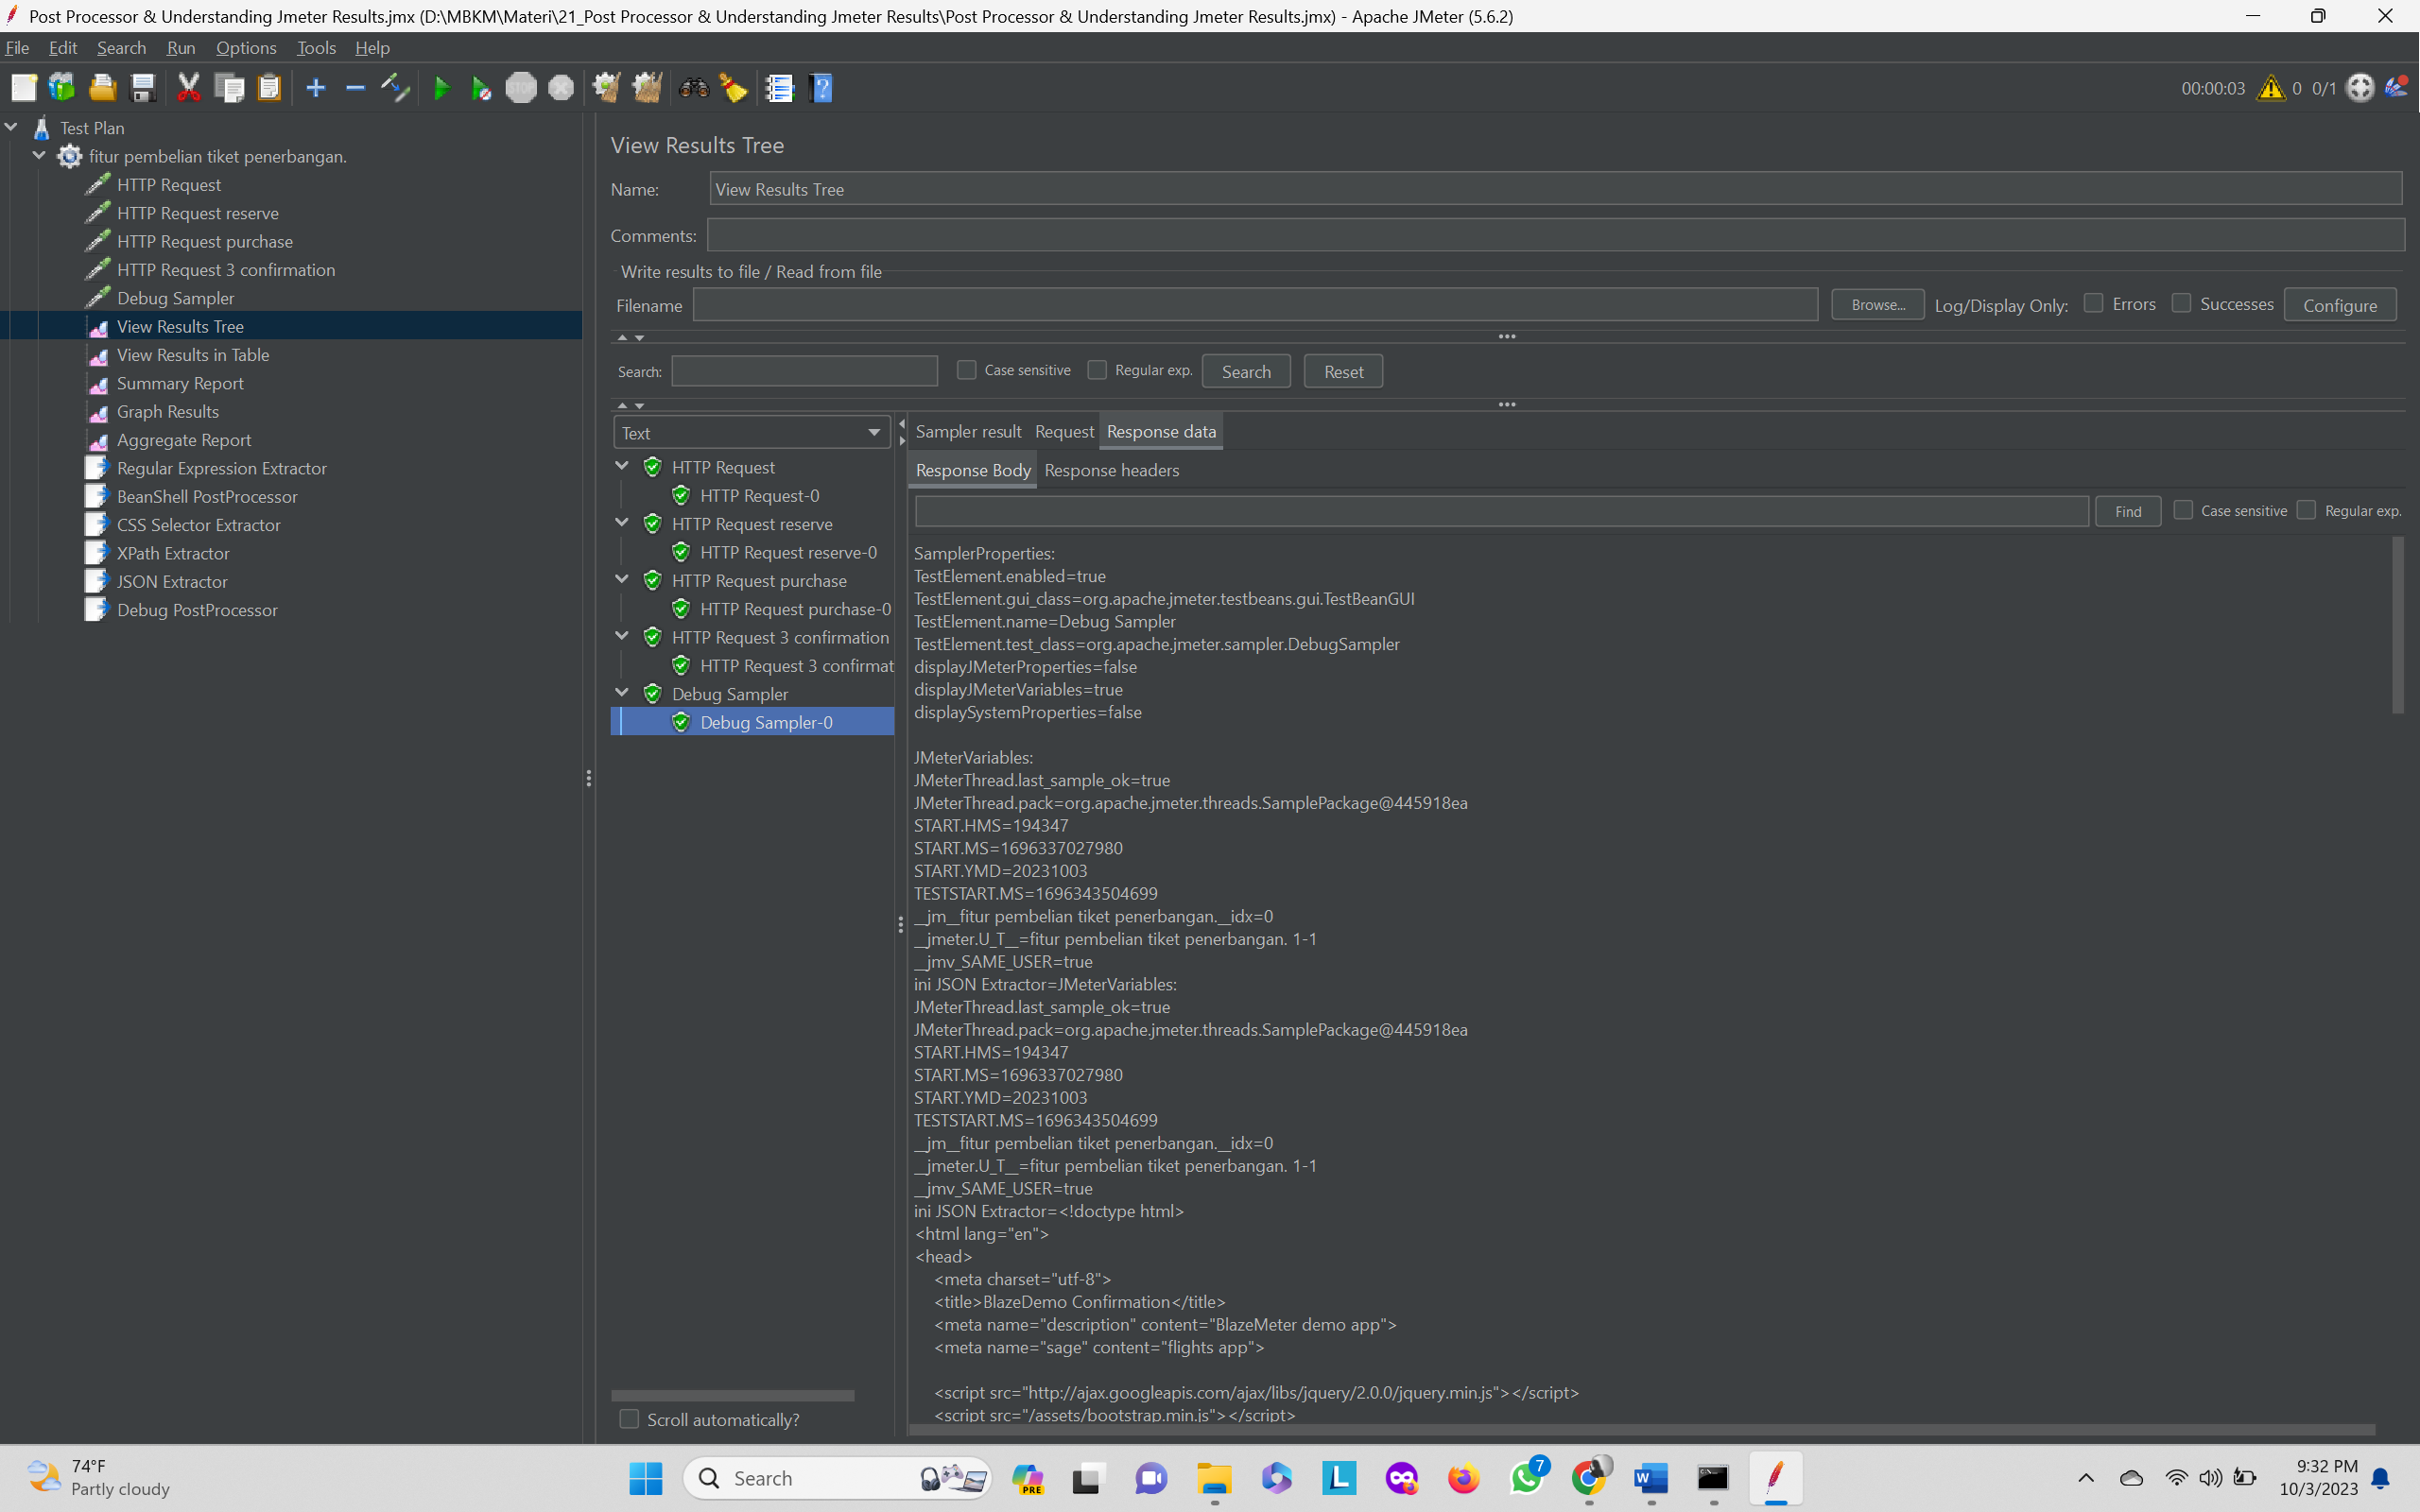 Post Processor & Understanding Jmeter Results.jmx (D:\MBKM\Materi\21_Post Processor & Understanding Jmeter Results\Post Processor & Understanding Jmeter Results.jmx) - Apache JMeter (5.6.2)
File Edit Search Run Options Tools Help
STOP
00:00:03 0 0/1
Test Plan
fitur pembelian tiket penerbangan.
HTTP Request
HTTP Request reserve
HTTP Request purchase
HTTP Request 3 confirmation
Debug Sampler
View Results Tree
View Results in Table
Summary Report
Graph Results
Aggregate Report
Regular Expression Extractor
BeanShell PostProcessor
CSS Selector Extractor
XPath Extractor
JSON Extractor
Debug PostProcessor
View Results Tree
Name: View Results Tree
Comments:
Write results to file / Read from file
Filename Browse... Log/Display Only: Errors Successes Configure
Search: Case sensitive Regular exp. Search Reset
Text
HTTP Request
HTTP Request-0
HTTP Request reserve
HTTP Request reserve-0
HTTP Request purchase
HTTP Request purchase-0
HTTP Request 3 confirmation
HTTP Request 3 confirmat
Debug Sampler
Debug Sampler-0
Scroll automatically?
Sampler result Request Response data
Response Body Response headers
Find Case sensitive Regular exp.
SamplerProperties:
TestElement.enabled=true
TestElement.gui_class=org.apache.jmeter.testbeans.gui.TestBeanGUI
TestElement.name=Debug Sampler
TestElement.test_class=org.apache.jmeter.sampler.DebugSampler
displayJMeterProperties=false
displayJMeterVariables=true
displaySystemProperties=false
JMeterVariables:
JMeterThread.last_sample_ok=true
JMeterThread.pack=org.apache.jmeter.threads.SamplePackage@445918ea
START.HMS=194347
START.MS=1696337027980
START.YMD=20231003
TESTSTART.MS=1696343504699
__jm__fitur pembelian tiket penerbangan.__idx=0
__jmeter.U_T__=fitur pembelian tiket penerbangan. 1-1
__jmv_SAME_USER=true
ini JSON Extractor=JMeterVariables:
JMeterThread.last_sample_ok=true
JMeterThread.pack=org.apache.jmeter.threads.SamplePackage@445918ea
START.HMS=194347
START.MS=1696337027980
START.YMD=20231003
TESTSTART.MS=1696343504699
__jm__fitur pembelian tiket penerbangan.__idx=0
__jmeter.U_T__=fitur pembelian tiket penerbangan. 1-1
__jmv_SAME_USER=true
ini JSON Extractor=<!doctype html>
<html lang="en">
<head>
<meta charset="utf-8">
<title>BlazeDemo Confirmation</title>
<meta name="description" content="BlazeMeter demo app">
<meta name="sage" content="flights app">
<script src="http://ajax.googleapis.com/ajax/libs/jquery/2.0.0/jquery.min.js"></script>
<script src="/assets/bootstrap.min.js"></script>
74°F
Partly cloudy
Search
PRE
L
7
W
9:32 PM
10/3/2023